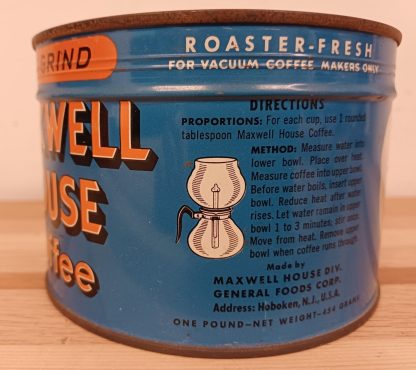 GRIND
WELL
USE
ffee
ROASTER-FRESH
FOR VACUUM COFFEE MAKERS ONLY
DIRECTIONS
PROPORTIONS: For each cup, use 1 rounded
tablespoon Maxwell House Coffee.
METHOD: Measure water into
lower bowl. Place over heat.
Measure coffee into upper bowl.
Before water boils, insert upper
bowl. Reduce heat after water
rises. Let water remain in upper
bowl 1 to 3 minutes; stir once.
Move from heat. Remove upper
bowl when coffee runs through.
Made by
MAXWELL HOUSE DIV.
GENERAL FOODS CORP.
Address: Hoboken, N.J., U.S.A.
ONE POUND—NET WEIGHT—454 GRAMS